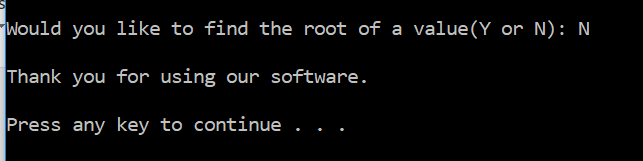 Would you like to find the root of a value(Y or N): N
Thank you for using our software.
Press any key to continue . . .